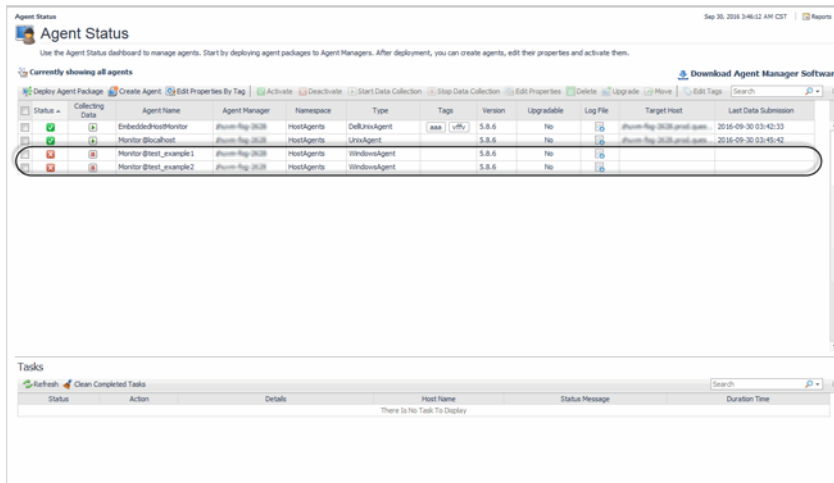 Agent Status
Sep 30, 2016 3:46:12 AM CST
Reports
Agent Status
Use the Agent Status dashboard to manage agents. Start by deploying agent packages to Agent Managers. After deployment, you can create agents, edit their properties and activate them.
Currently showing all agents
Download Agent Manager Softwar
Deploy Agent Package Create Agent Edit Properties By Tag Activate Deactivate Start Data Collection Stop Data Collection Edit Properties Delete Upgrade Move Edit Tags Search
Status Collecting Data Agent Name Agent Manager Namespace Type Tags Version Upgradable Log File Target Host Last Data Submission
EmbeddedHostMonitor HostAgents DellUnixAgent aaa vffv 5.8.6 No 2016-09-30 03:42:33
Monitor@localhost HostAgents UnixAgent 5.8.6 No 2016-09-30 03:45:42
Monitor@test_example1 HostAgents WindowsAgent 5.8.6 No
Monitor@test_example2 HostAgents WindowsAgent 5.8.6 No
Tasks
Refresh Clean Completed Tasks Search
Status Action Details Host Name Status Message Duration Time
There Is No Task To Display